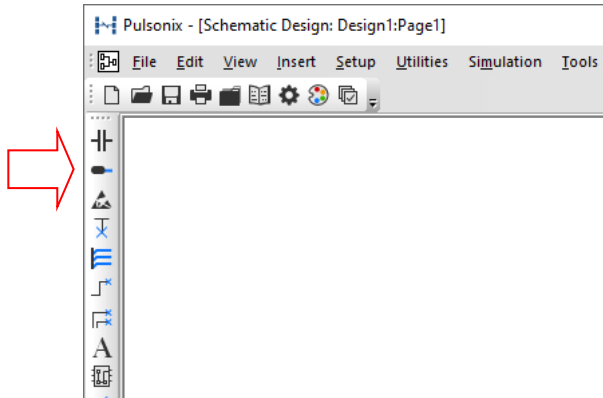 Pulsonix - [Schematic Design: Design1:Page1]
File Edit View Insert Setup Utilities Simulation Tools
A